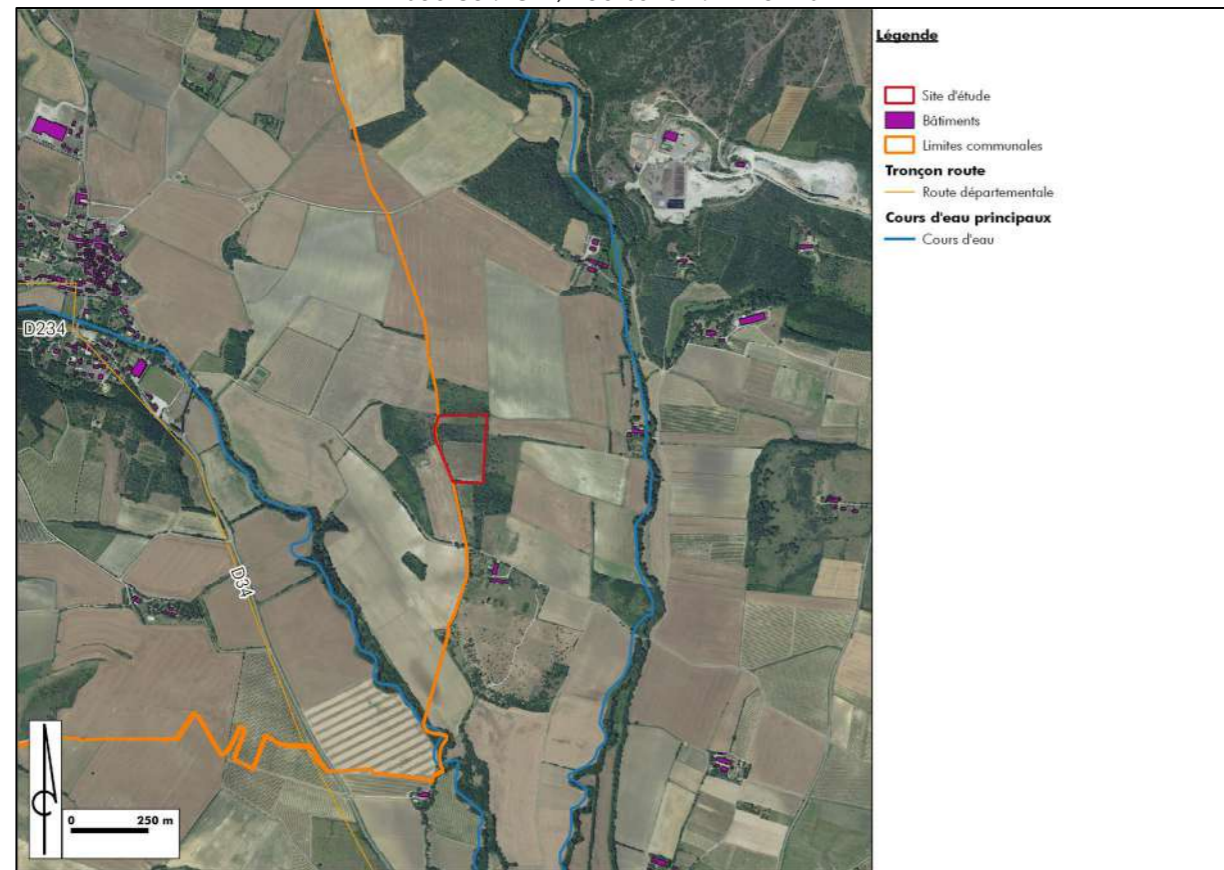 Légende
Site d'étude
Bâtiments
Limites communales
Tronçon route
Route départementale
Cours d'eau principaux
Cours d'eau
D234
D34
0 250 m